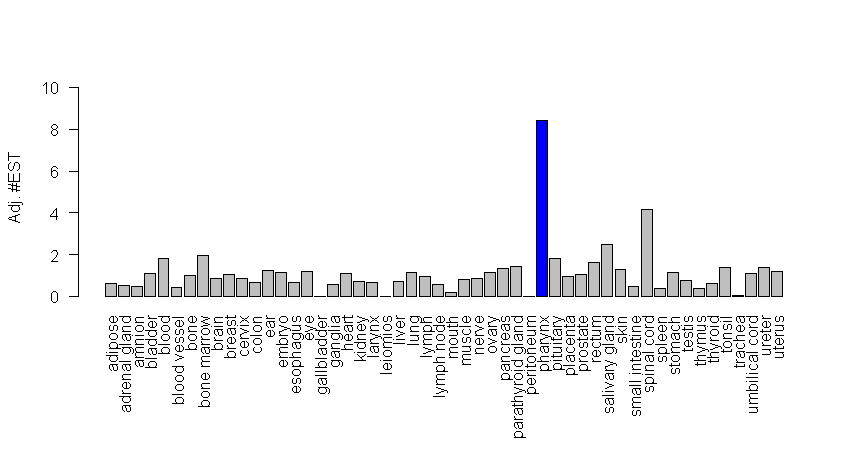 10
8
6
4
2
0
Adj. #EST
adipose
adrenal gland
amnion
bladder
blood
blood vessel
bone
bone marrow
brain
breast
cervix
colon
ear
embryo
esophagus
eye
gallbladder
ganglia
heart
kidney
larynx
leiomios
liver
lung
lymph
lymph node
mouth
muscle
nerve
ovary
pancreas
parathyroid gland
peritoneum
pharynx
pituitary
placenta
prostate
rectum
salivary gland
skin
small intestine
spinal cord
spleen
stomach
testis
thymus
thyroid
tonsil
trachea
umbilical cord
ureter
uterus